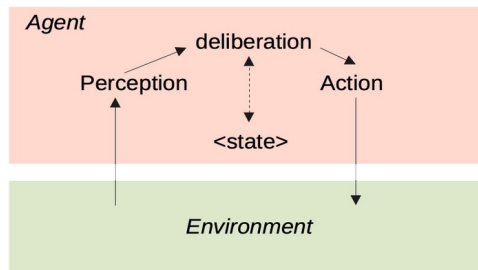 Agent
deliberation
Perception
Action
<state>
Environment